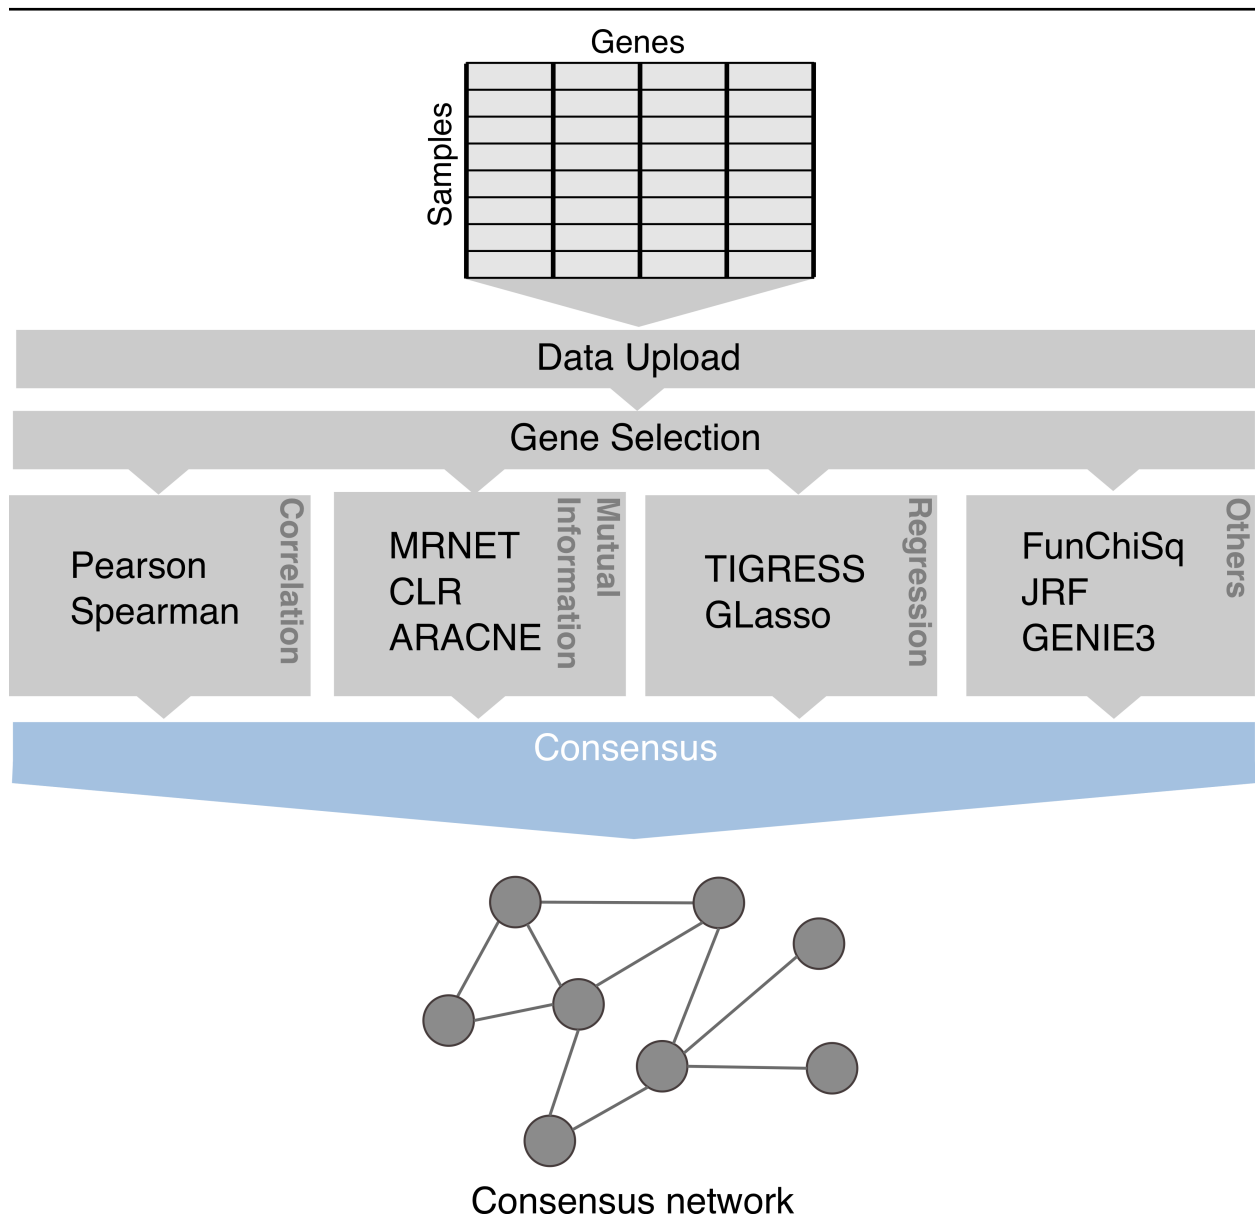 Genes
Samples
Data Upload
Gene Selection
Pearson
Spearman
Correlation
MRNET
CLR
ARACNE
Mutual
Information
TIGRESS
GLasso
Regression
FunChiSq
JRF
GENIE3
Others
Consensus
Consensus network